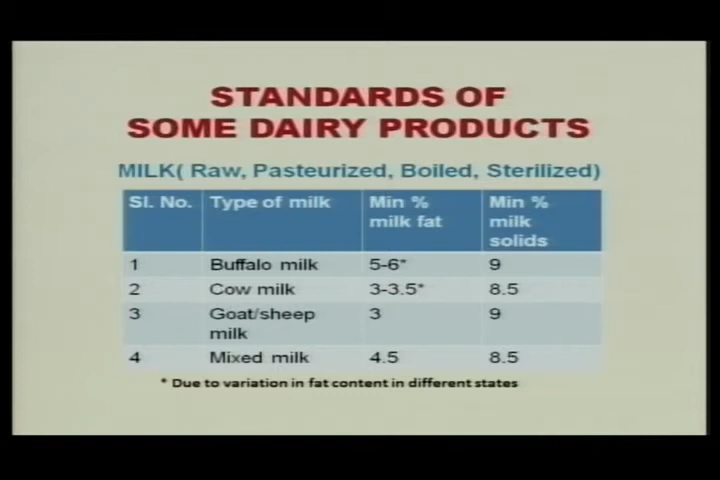 STANDARDS OF
SOME DAIRY PRODUCTS
MILK( Raw, Pasteurized, Boiled, Sterilized)
Sl. No. Type of milk Min % milk fat Min % milk solids
1 Buffalo milk 5-6* 9
2 Cow milk 3-3.5* 8.5
3 Goat/sheep milk 3 9
4 Mixed milk 4.5 8.5
* Due to variation in fat content in different states